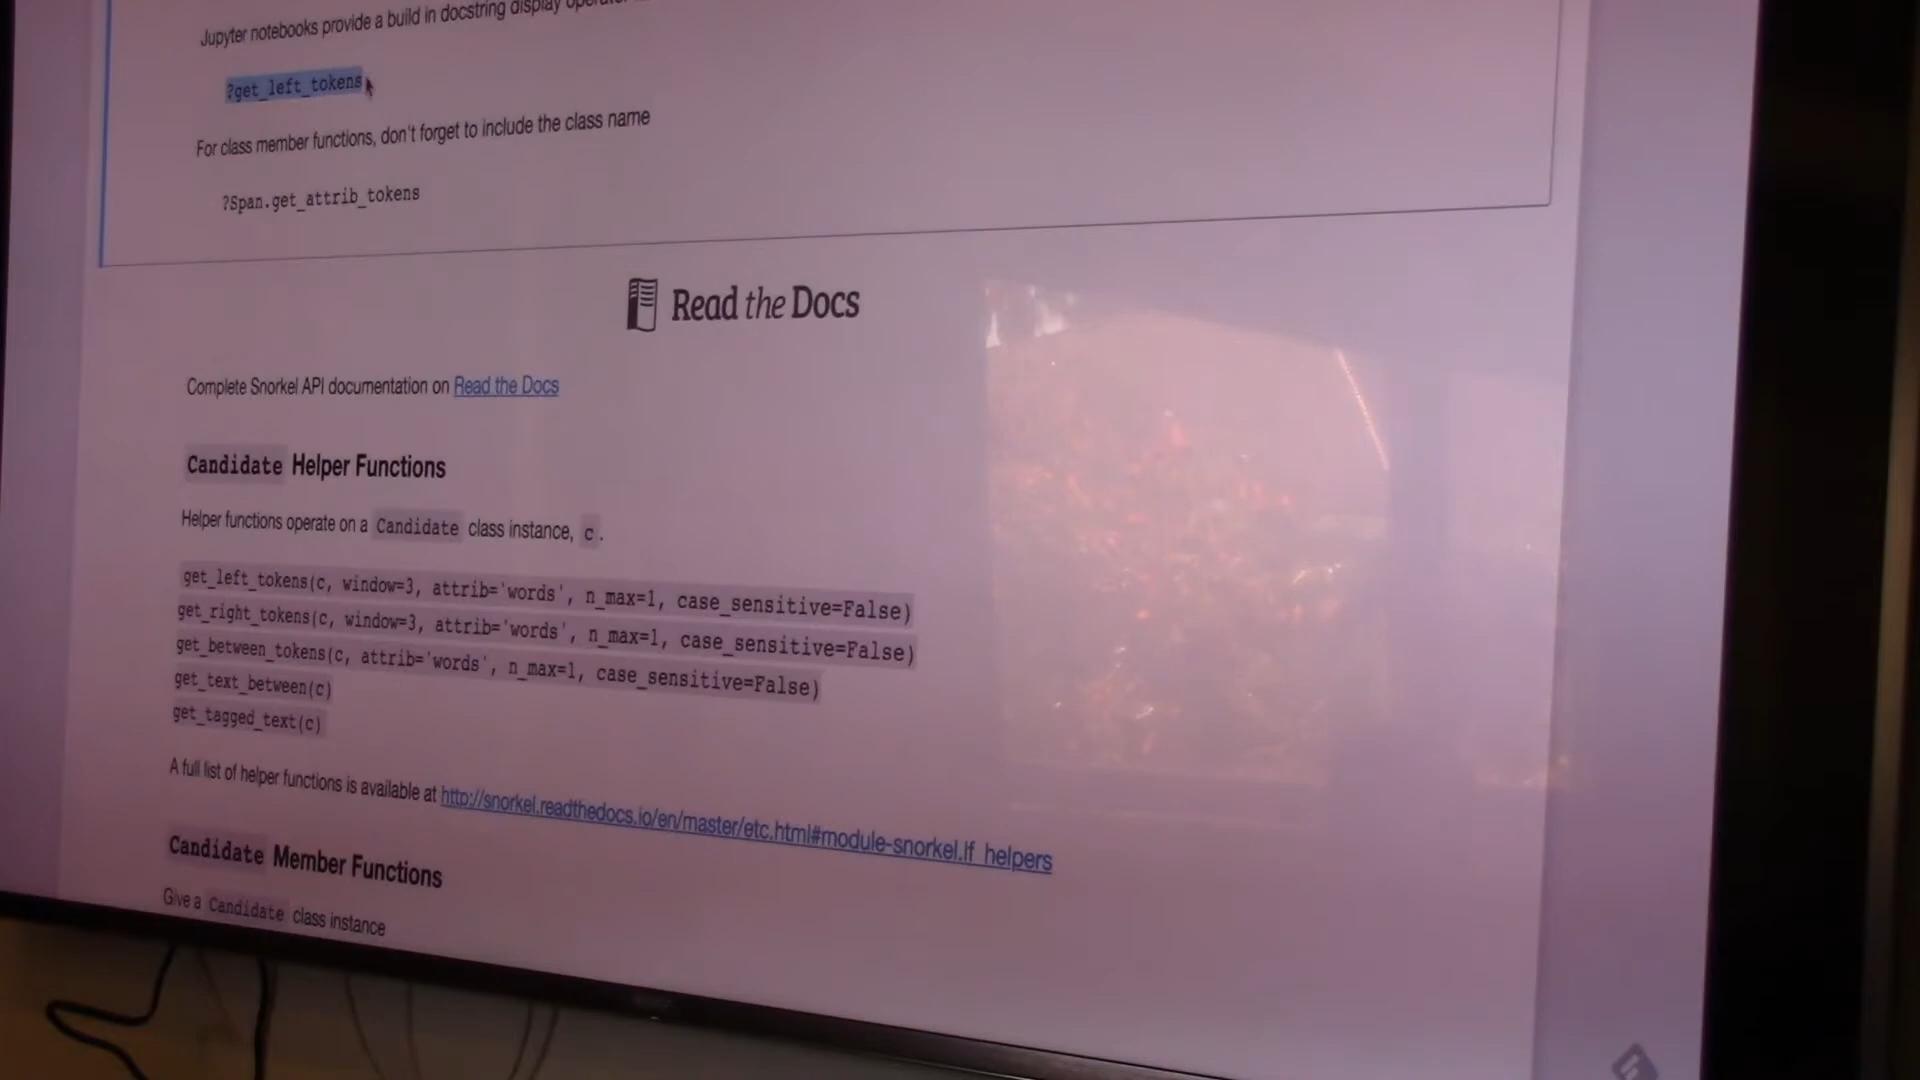 Jupyter notebooks provide a build in docstring display operator
?get_left_tokens
For class member functions, don't forget to include the class name
?Span.get_attrib_tokens
Read the Docs
Complete Snorkel API documentation on Read the Docs
Candidate Helper Functions
Helper functions operate on a Candidate class instance, c.
get_left_tokens(c, window=3, attrib='words', n_max=1, case_sensitive=False)
get_right_tokens(c, window=3, attrib='words', n_max=1, case_sensitive=False)
get_between_tokens(c, attrib='words', n_max=1, case_sensitive=False)
get_text_between(c)
get_tagged_text(c)
A full list of helper functions is available at http://snorkel.readthedocs.io/en/master/etc.html#module-snorkel.lf_helpers
Candidate Member Functions
Give a Candidate class instance